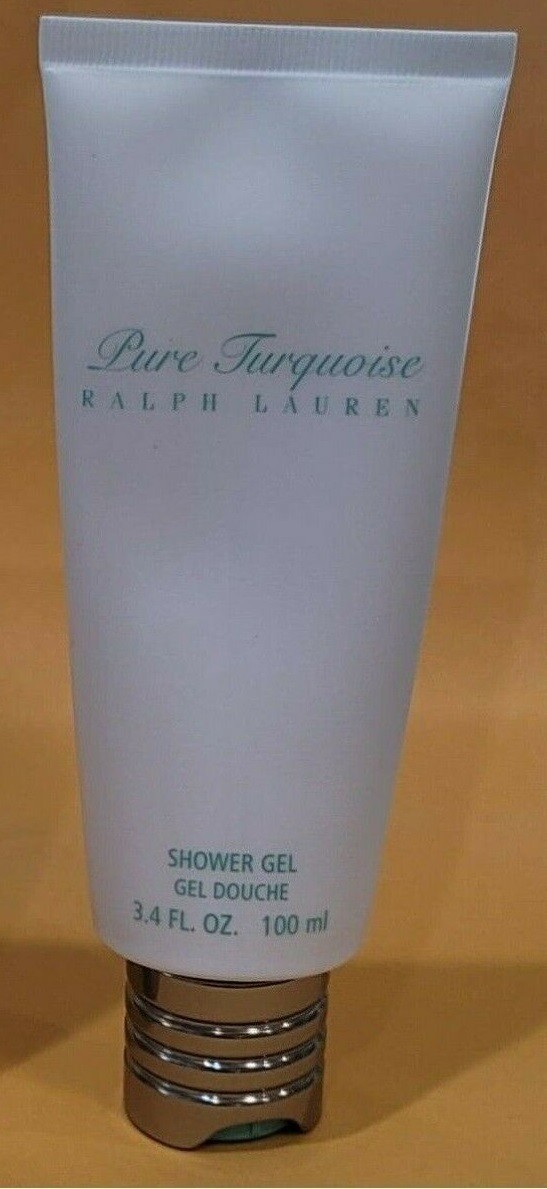 Pure Turquoise
RALPH LAUREN
SHOWER GEL
GEL DOUCHE
3.4 FL. OZ. 100 ml